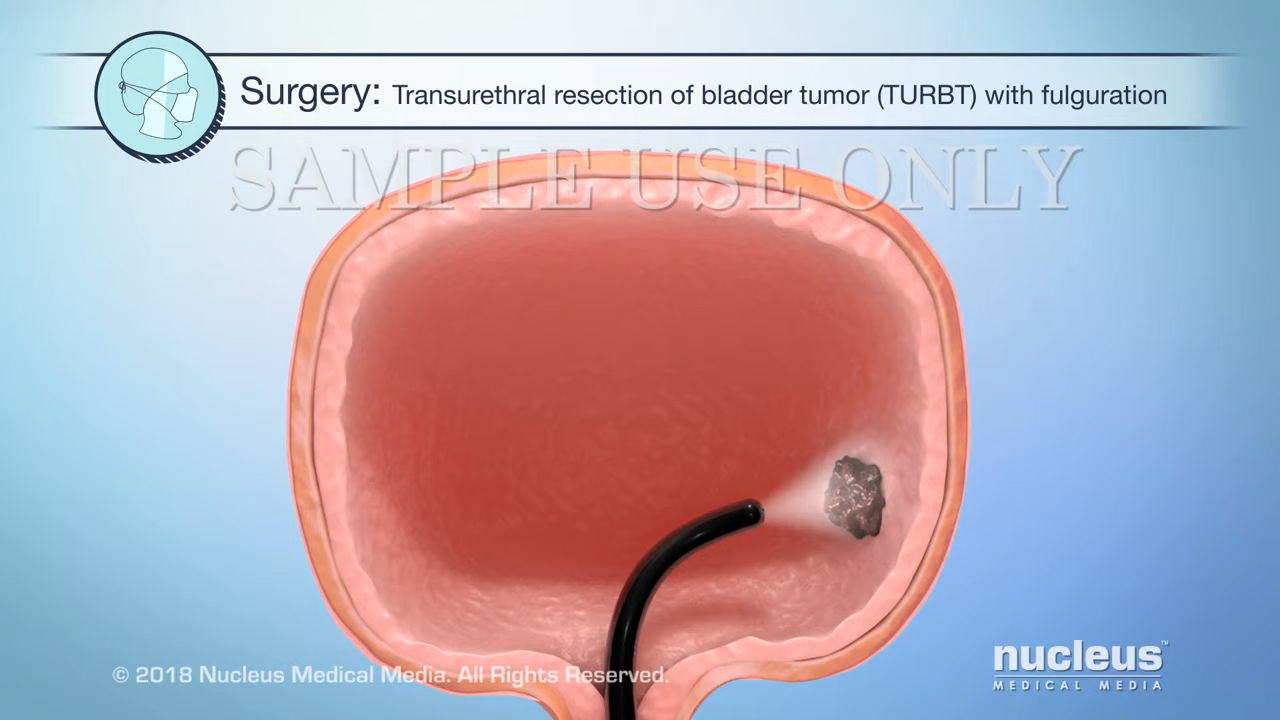 Surgery: Transurethral resection of bladder tumor (TURBT) with fulguration
SAMPLE USE ONLY
© 2018 Nucleus Medical Media. All Rights Reserved.
nucleus™
MEDICAL MEDIA